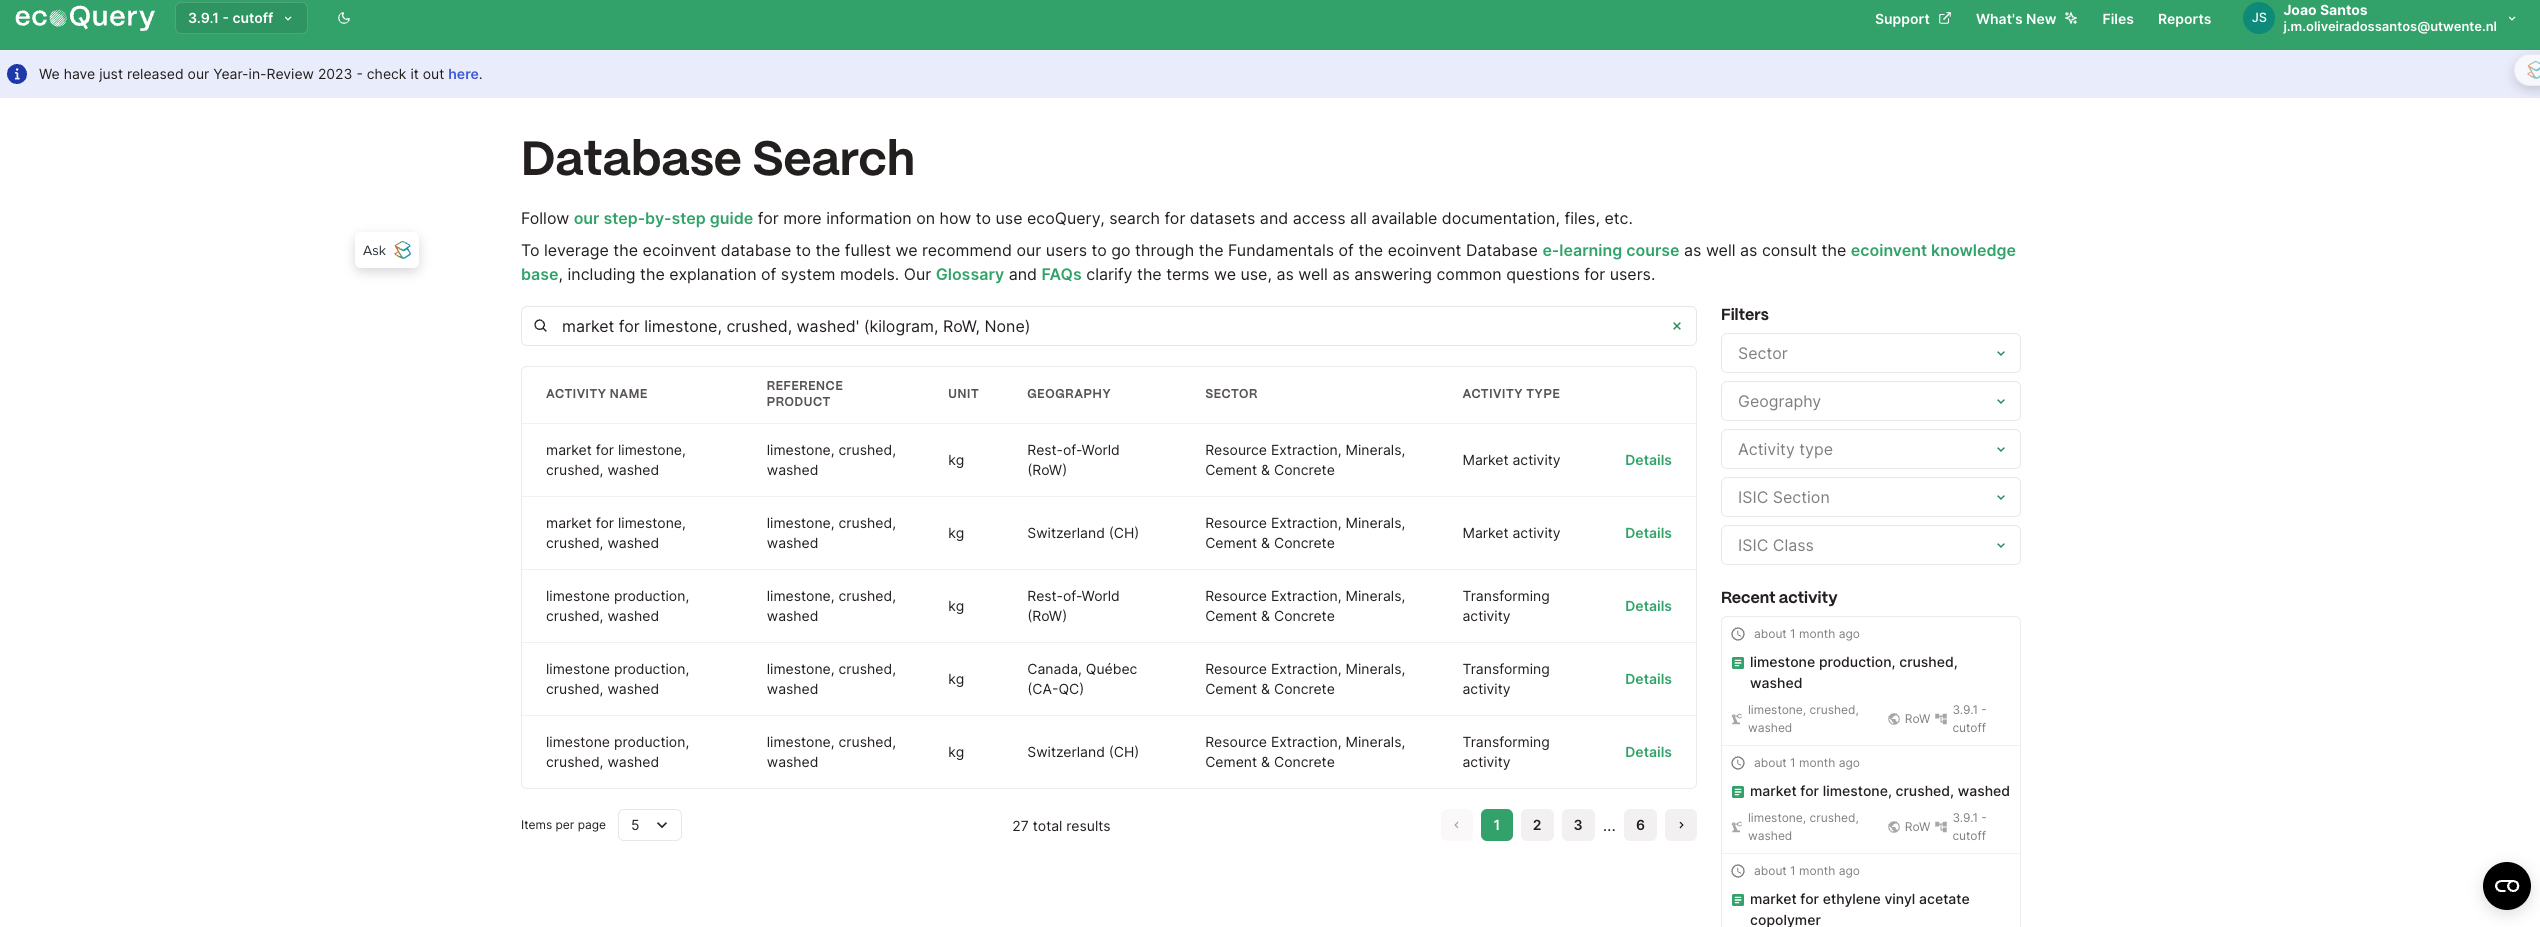 ecoQuery
3.9.1 - cutoff
Support
What's New
Files
Reports
JS
Joao Santos
j.m.oliveiradossantos@utwente.nl
We have just released our Year-in-Review 2023 - check it out here.
Database Search
Follow our step-by-step guide for more information on how to use ecoQuery, search for datasets and access all available documentation, files, etc.
Ask
To leverage the ecoinvent database to the fullest we recommend our users to go through the Fundamentals of the ecoinvent Database e-learning course as well as consult the ecoinvent knowledge
base, including the explanation of system models. Our Glossary and FAQs clarify the terms we use, as well as answering common questions for users.
market for limestone, crushed, washed' (kilogram, RoW, None)
ACTIVITY NAME
REFERENCE
PRODUCT
UNIT
GEOGRAPHY
SECTOR
ACTIVITY TYPE
market for limestone,
crushed, washed
limestone, crushed,
washed
kg
Rest-of-World
(RoW)
Resource Extraction, Minerals,
Cement & Concrete
Market activity
Details
market for limestone,
crushed, washed
limestone, crushed,
washed
kg
Switzerland (CH)
Resource Extraction, Minerals,
Cement & Concrete
Market activity
Details
limestone production,
crushed, washed
limestone, crushed,
washed
kg
Rest-of-World
(RoW)
Resource Extraction, Minerals,
Cement & Concrete
Transforming
activity
Details
limestone production,
crushed, washed
limestone, crushed,
washed
kg
Canada, Québec
(CA-QC)
Resource Extraction, Minerals,
Cement & Concrete
Transforming
activity
Details
limestone production,
crushed, washed
limestone, crushed,
washed
kg
Switzerland (CH)
Resource Extraction, Minerals,
Cement & Concrete
Transforming
activity
Details
Items per page
5
27 total results
1
2
3
...
6
Filters
Sector
Geography
Activity type
ISIC Section
ISIC Class
Recent activity
about 1 month ago
limestone production, crushed,
washed
limestone, crushed,
washed
RoW
3.9.1 -
cutoff
about 1 month ago
market for limestone, crushed, washed
limestone, crushed,
washed
RoW
3.9.1 -
cutoff
about 1 month ago
market for ethylene vinyl acetate
copolymer